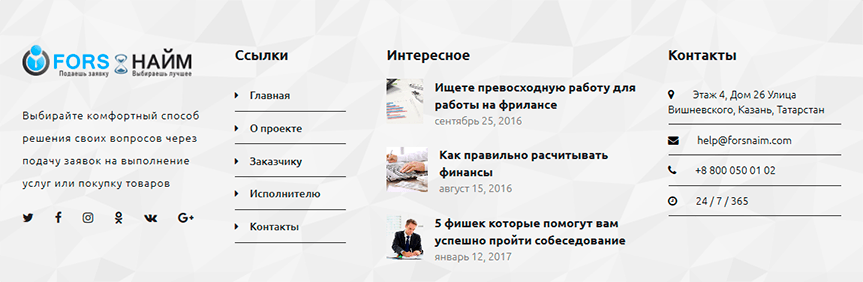 FORS НАЙМ
Подаешь заявку Выбираешь лучшее
Выбирайте комфортный способ
решения своих вопросов через
подачу заявок на выполнение
услуг или покупку товаров
Ссылки
Главная
О проекте
Заказчику
Исполнителю
Контакты
Интересное
Ищете превосходную работу для
работы на фрилансе
сентябрь 25, 2016
Как правильно расчитывать
финансы
август 15, 2016
5 фишек которые помогут вам
успешно пройти собеседование
январь 12, 2017
Контакты
Этаж 4, Дом 26 Улица
Вишневского, Казань, Татарстан
help@forsnaim.com
+8 800 050 01 02
24 / 7 / 365